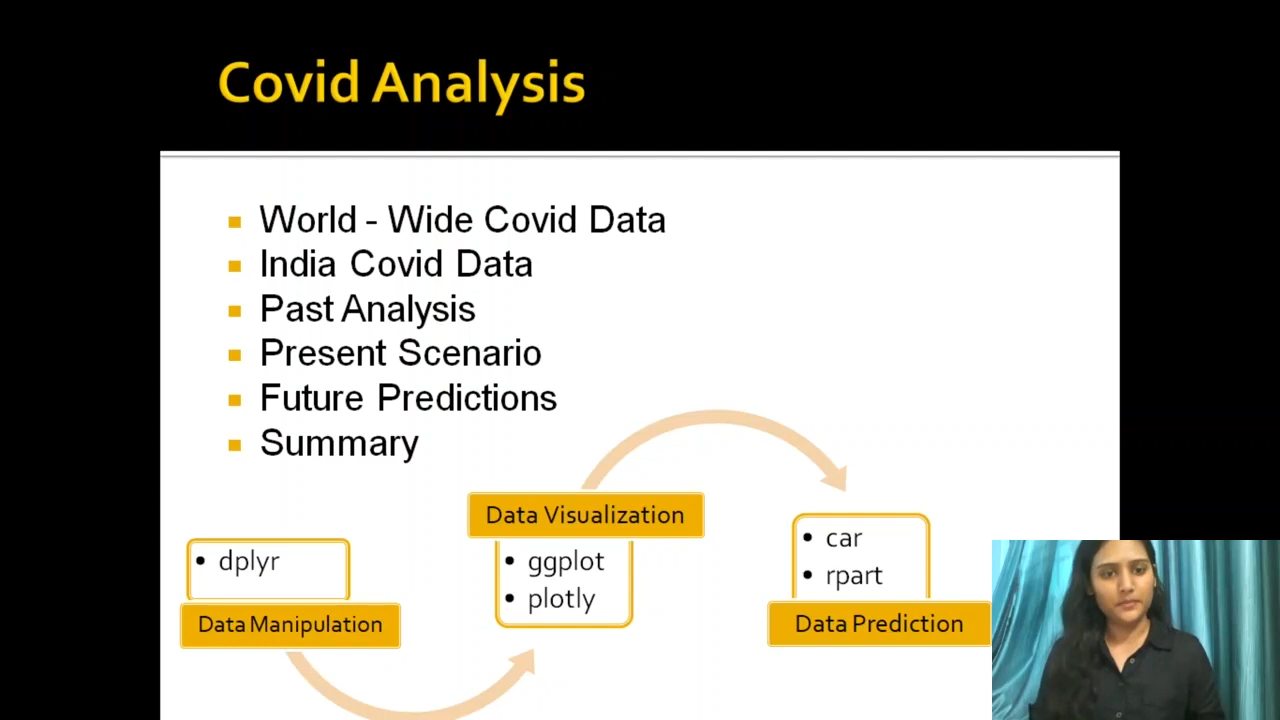 Covid Analysis
World - Wide Covid Data
India Covid Data
Past Analysis
Present Scenario
Future Predictions
Summary
dplyr
Data Manipulation
Data Visualization
ggplot
plotly
car
rpart
Data Prediction